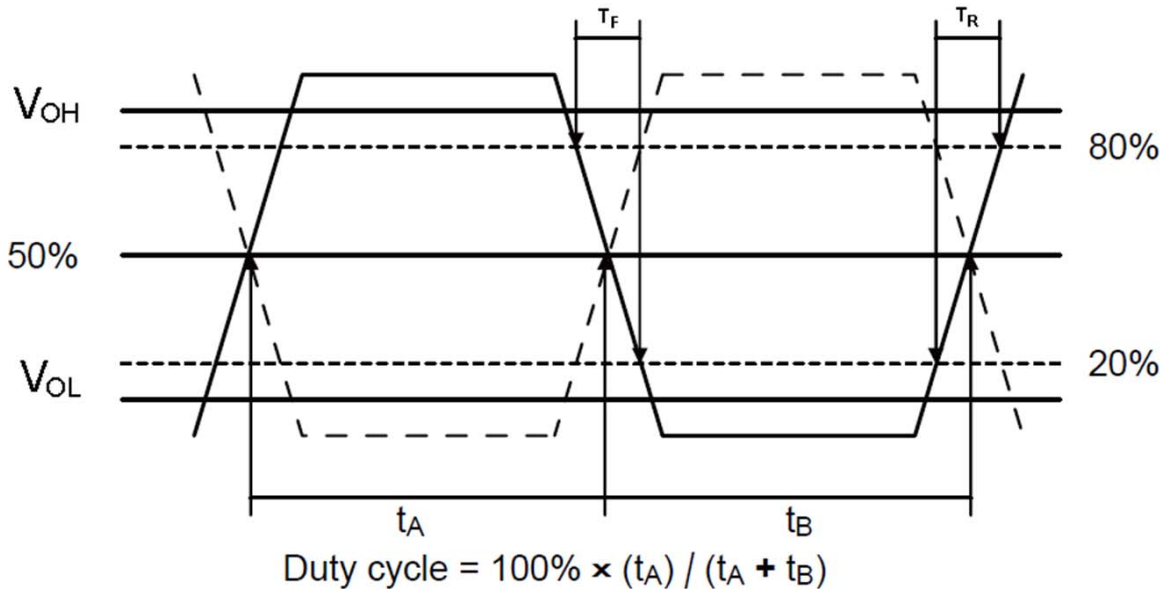 TF
TR
VOH
80%
50%
20%
VOL
tA
tB
Duty cycle = 100% × (tA) / (tA + tB)